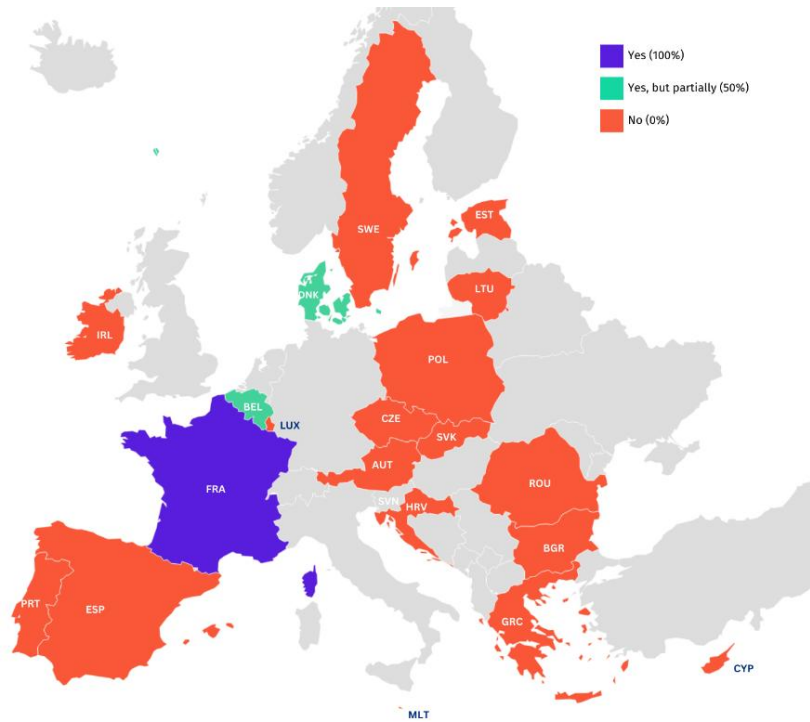 Yes (100%)
Yes, but partially (50%)
No (0%)
SWE
EST
LTU
DNK
IRL
POL
BEL
LUX
CZE
SVK
AUT
FRA
ROU
SVN
HRV
BGR
PRT
ESP
GRC
CYP
MLT